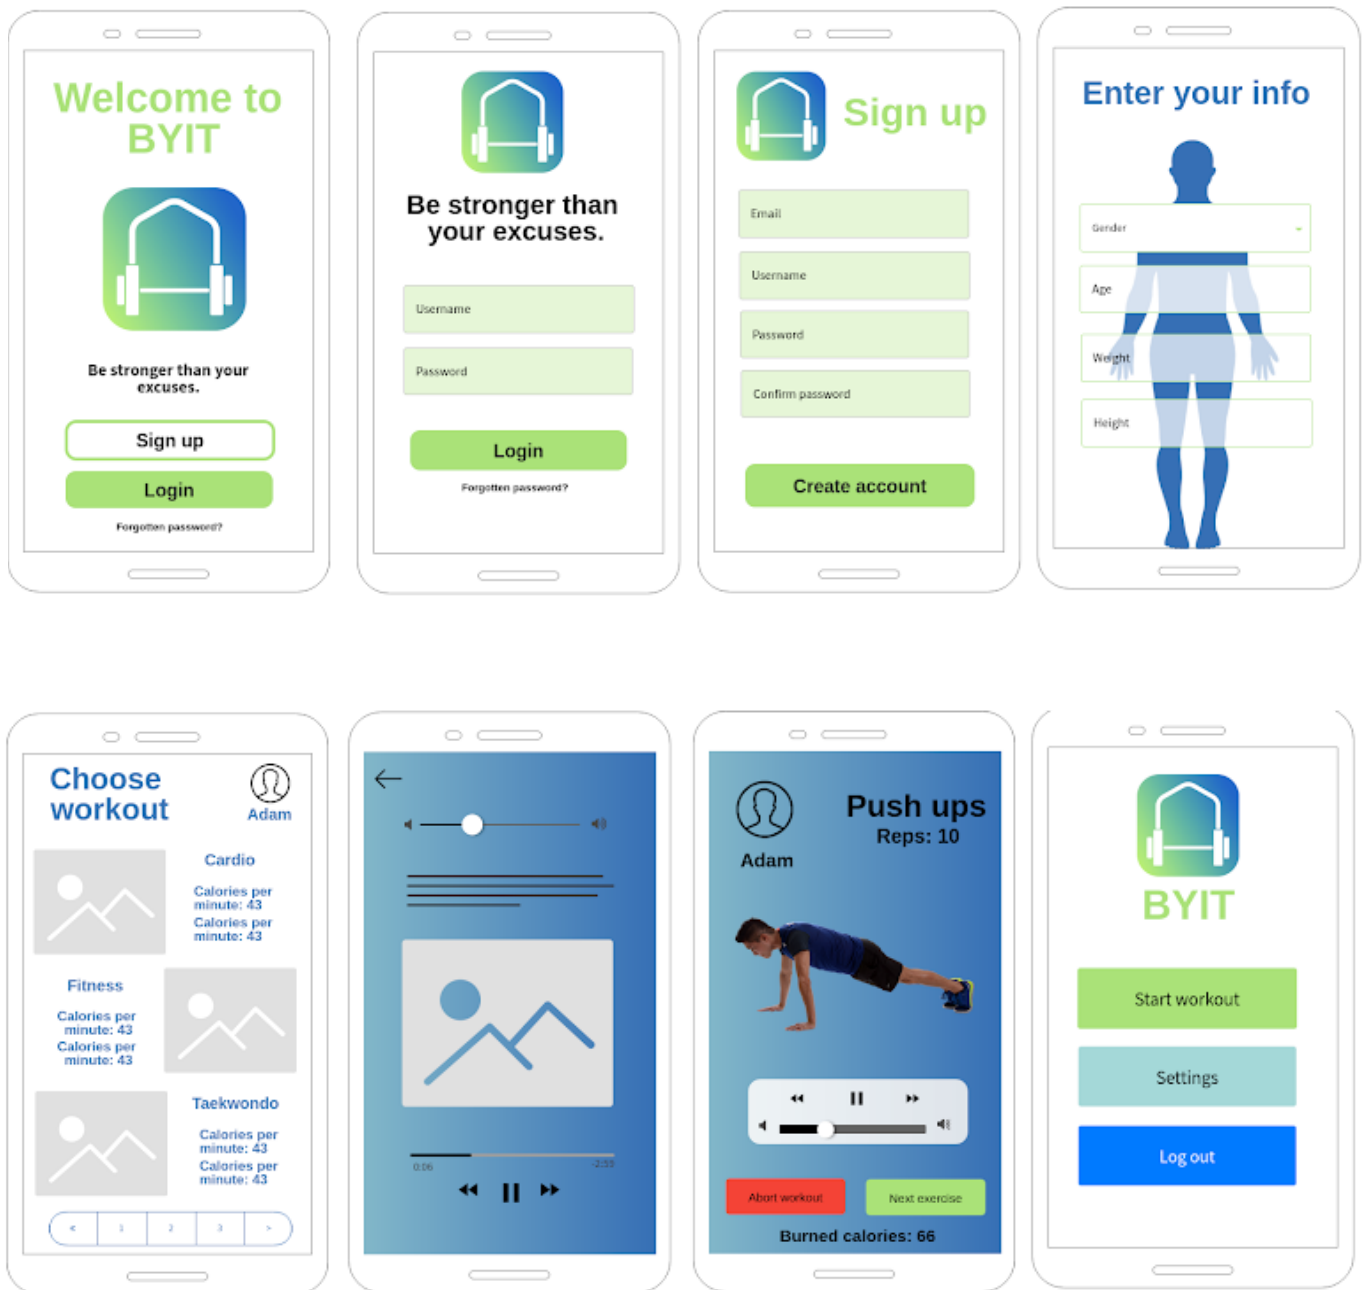 Welcome to
BYIT
Be stronger than your
excuses.
Sign up
Login
Forgotten password?
Be stronger than
your excuses.
Username
Password
Login
Forgotten password?
Sign up
Email
Username
Password
Confirm password
Create account
Enter your info
Gender
Age
Weight
Height
Choose
workout
Adam
Cardio
Calories per
minute: 43
Calories per
minute: 43
Fitness
Calories per
minute: 43
Calories per
minute: 43
Taekwondo
Calories per
minute: 43
Calories per
minute: 43
< 1 2 3 >
0:06
-2:53
Push ups
Reps: 10
Adam
Abort workout
Next exercise
Burned calories: 66
BYIT
Start workout
Settings
Log out